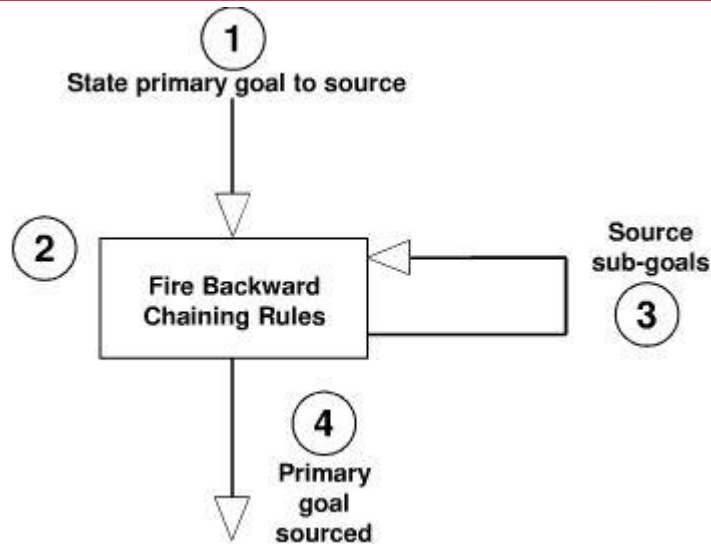 1
State primary goal to source
2
Fire Backward
Chaining Rules
Source
sub-goals
3
4
Primary
goal
sourced